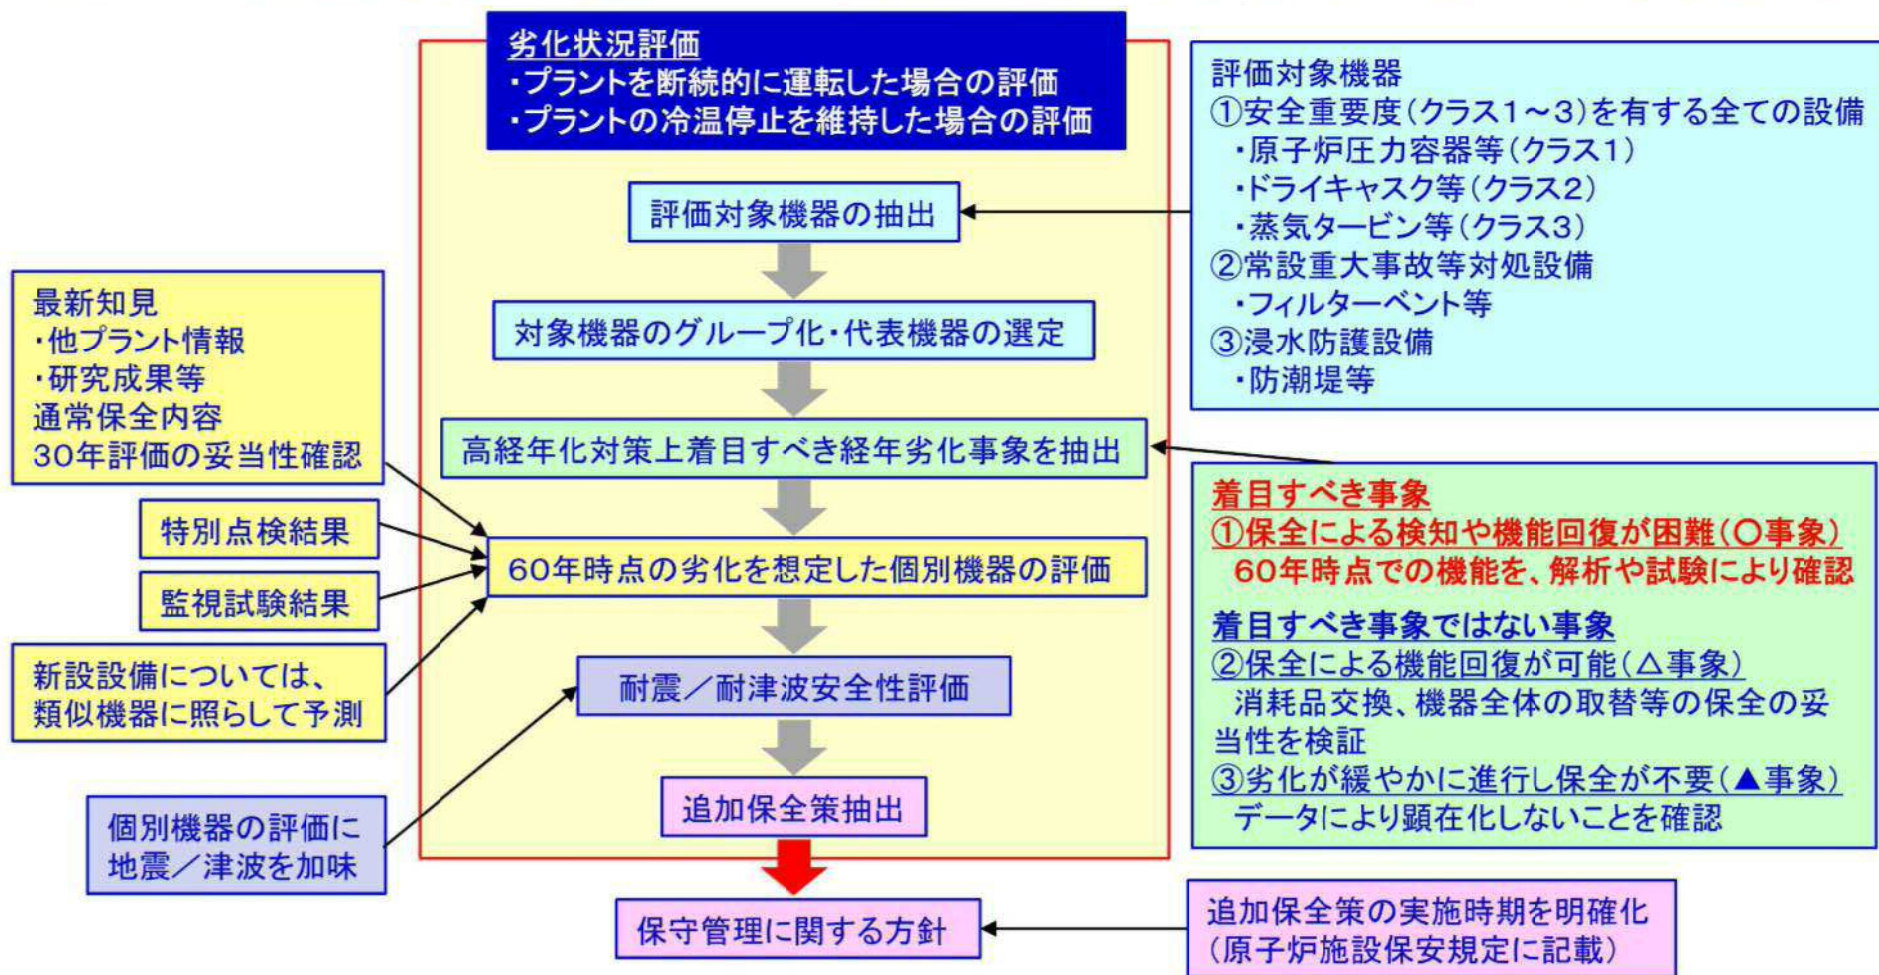 劣化状況評価
・プラントを断続的に運転した場合の評価
・プラントの冷温停止を維持した場合の評価
評価対象機器の抽出
対象機器のグループ化・代表機器の選定
高経年化対策上着目すべき経年劣化事象を抽出
60年時点の劣化を想定した個別機器の評価
耐震／耐津波安全性評価
追加保全策抽出
保守管理に関する方針
評価対象機器
①安全重要度(クラス1～3)を有する全ての設備
・原子炉圧力容器等(クラス1)
・ドライキャスク等(クラス2)
・蒸気タービン等(クラス3)
②常設重大事故等対処設備
・フィルターベント等
③浸水防護設備
・防潮堤等
最新知見
・他プラント情報
・研究成果等
通常保全内容
30年評価の妥当性確認
特別点検結果
監視試験結果
新設設備については、
類似機器に照らして予測
個別機器の評価に
地震／津波を加味
着目すべき事象
①保全による検知や機能回復が困難(○事象)
60年時点での機能を、解析や試験により確認
着目すべき事象ではない事象
②保全による機能回復が可能(△事象)
消耗品交換、機器全体の取替等の保全の妥
当性を検証
③劣化が緩やかに進行し保全が不要(▲事象)
データにより顕在化しないことを確認
追加保全策の実施時期を明確化
(原子炉施設保安規定に記載)